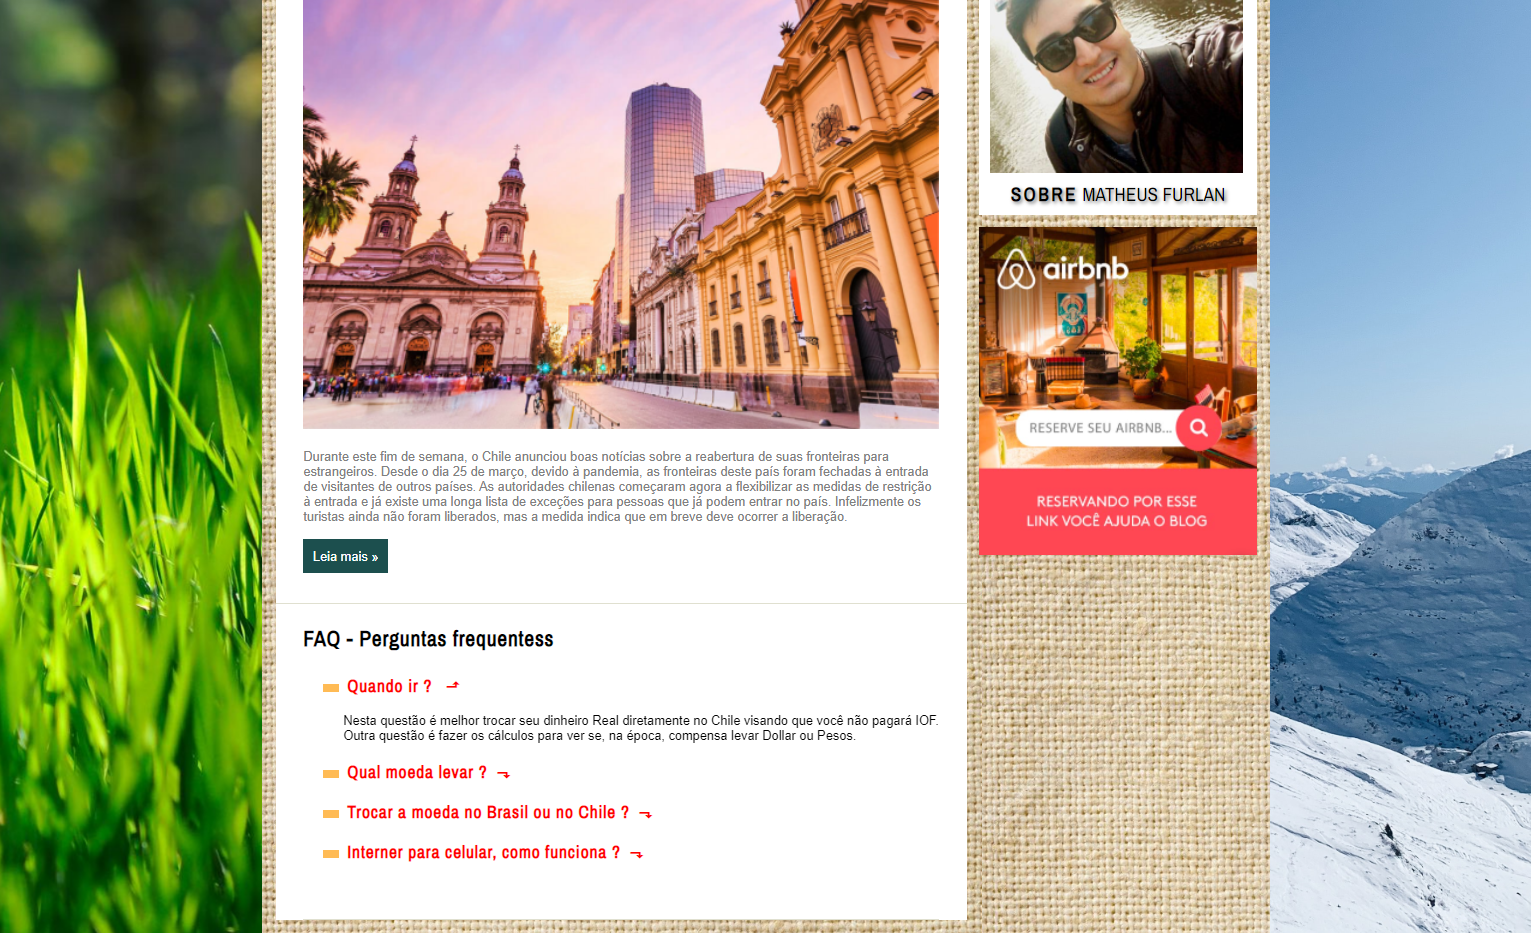 Durante este fim de semana, o Chile anunciou boas notícias sobre a reabertura de suas fronteiras para
estrangeiros. Desde o dia 25 de março, devido à pandemia, as fronteiras deste país foram fechadas à entrada
de visitantes de outros países. As autoridades chilenas começaram agora a flexibilizar as medidas de restrição
à entrada e já existe uma longa lista de exceções para pessoas que já podem entrar no país. Infelizmente os
turistas ainda não foram liberados, mas a medida indica que em breve deve ocorrer a liberação.
Leia mais »
FAQ - Perguntas frequentess
Quando ir ?
Nesta questão é melhor trocar seu dinheiro Real diretamente no Chile visando que você não pagará IOF.
Outra questão é fazer os cálculos para ver se, na época, compensa levar Dollar ou Pesos.
Qual moeda levar ?
Trocar a moeda no Brasil ou no Chile ?
Interner para celular, como funciona ?
SOBRE MATHEUS FURLAN
airbnb
RESERVE SEU AIRBNB...
RESERVANDO POR ESSE
LINK VOCÊ AJUDA O BLOG